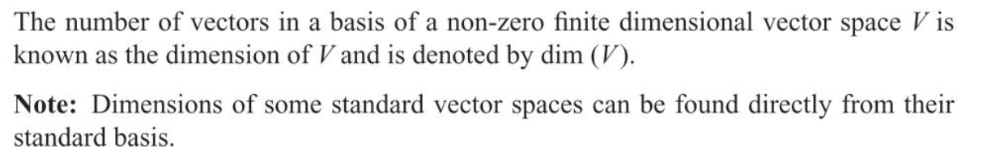 The number of vectors in a basis of a non-zero finite dimensional vector space V is
known as the dimension of V and is denoted by dim (V).
Note: Dimensions of some standard vector spaces can be found directly from their
standard basis.